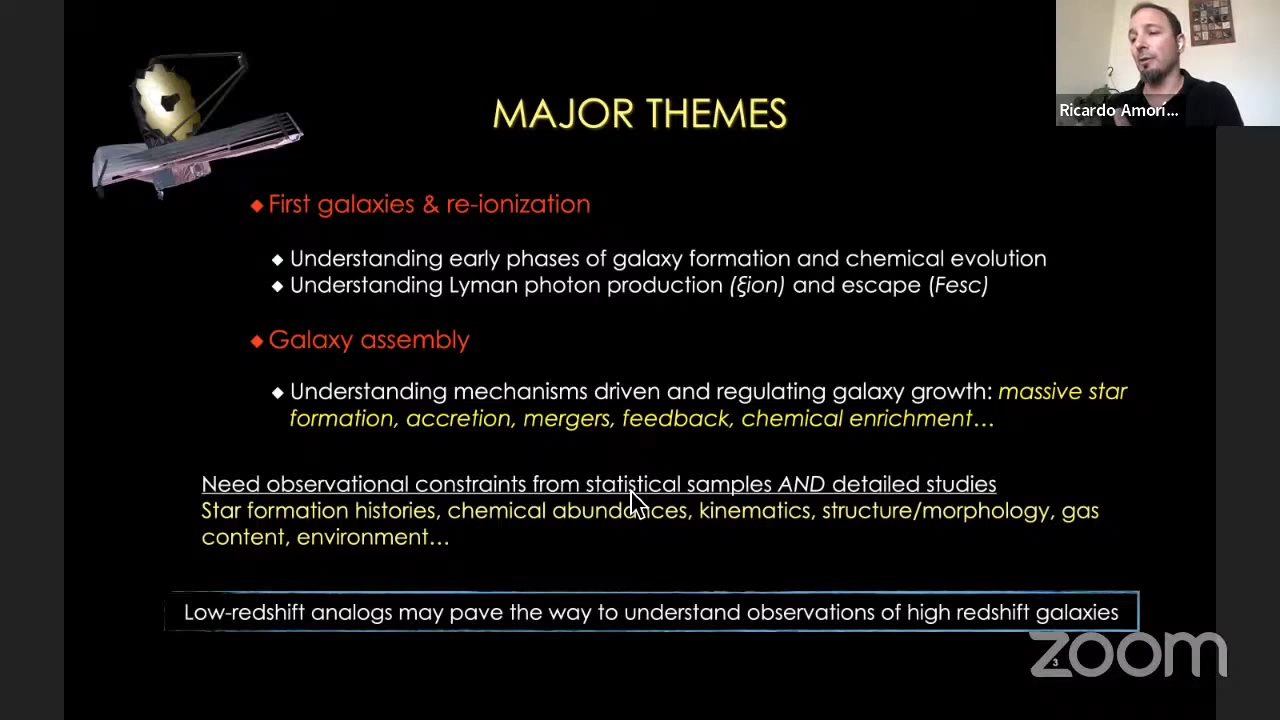 Ricardo Amorí...
MAJOR THEMES
First galaxies & re-ionization
Understanding early phases of galaxy formation and chemical evolution
Understanding Lyman photon production (ξion) and escape (Fesc)
Galaxy assembly
Understanding mechanisms driven and regulating galaxy growth: massive star
formation, accretion, mergers, feedback, chemical enrichment…
Need observational constraints from statistical samples AND detailed studies
Star formation histories, chemical abundances, kinematics, structure/morphology, gas
content, environment…
Low-redshift analogs may pave the way to understand observations of high redshift galaxies
zoom
3